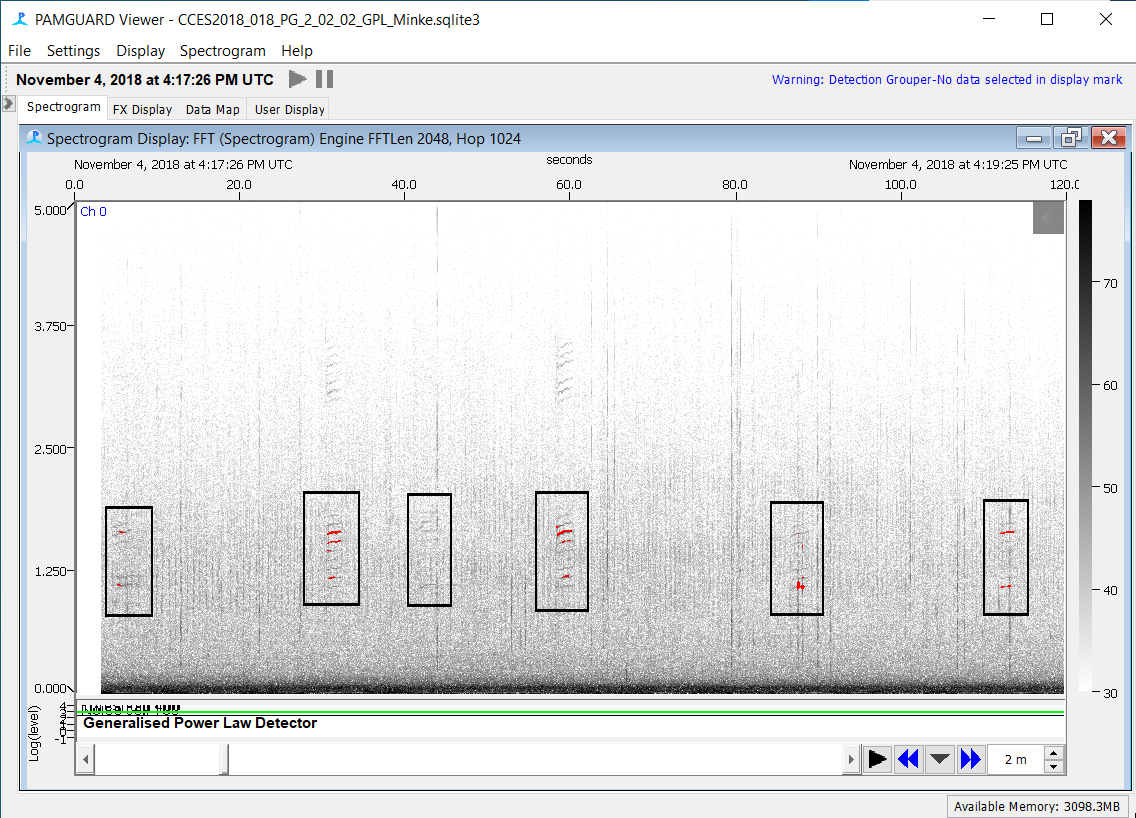 PAMGUARD Viewer - CCES2018_018_PG_2_02_02_GPL_Minke.sqlite3
File Settings Display Spectrogram Help
November 4, 2018 at 4:17:26 PM UTC
Warning: Detection Grouper-No data selected in display mark
Spectrogram FX Display Data Map User Display
Spectrogram Display: FFT (Spectrogram) Engine FFTLen 2048, Hop 1024
November 4, 2018 at 4:17:26 PM UTC seconds November 4, 2018 at 4:19:25 PM UTC
0.0 20.0 40.0 60.0 80.0 100.0 120.0
5.000
Ch 0
70
3.750
60
2.500
50
1.250
40
0.000
30
Log(level)
4
Generalised Power Law Detector
-1
2 m
Available Memory: 3098.3MB